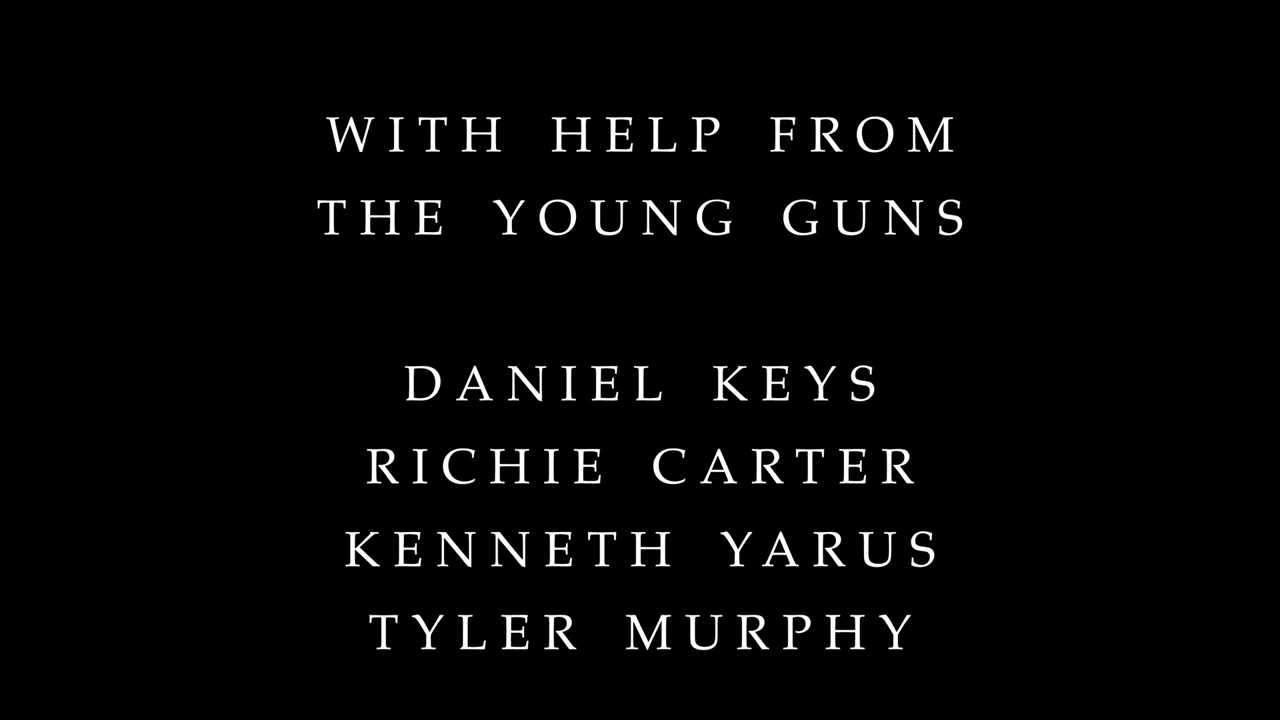 WITH HELP FROM
THE YOUNG GUNS
DANIEL KEYS
RICHIE CARTER
KENNETH YARUS
TYLER MURPHY